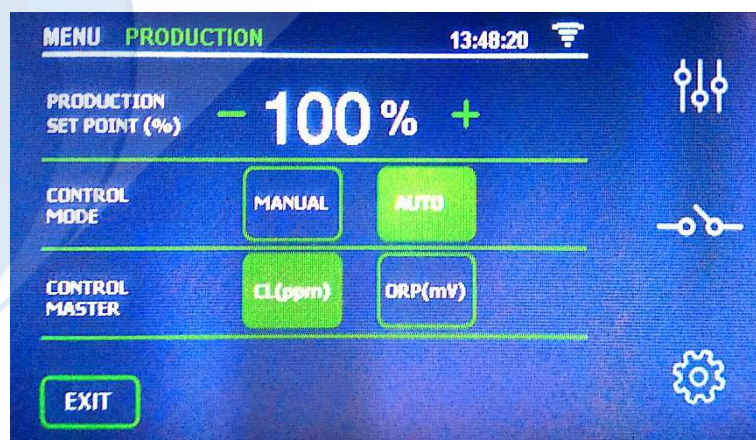 MENU PRODUCTION 13:48:20
PRODUCTION
SET POINT (%)
- 100 % +
CONTROL
MODE
MANUAL AUTO
CONTROL
MASTER
CL(ppm) ORP(mV)
EXIT